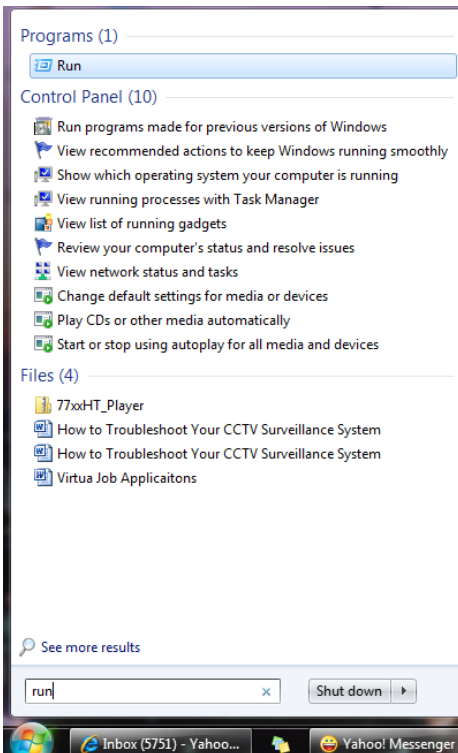 Programs (1)
Run
Control Panel (10)
Run programs made for previous versions of Windows
View recommended actions to keep Windows running smoothly
Show which operating system your computer is running
View running processes with Task Manager
View list of running gadgets
Review your computer's status and resolve issues
View network status and tasks
Change default settings for media or devices
Play CDs or other media automatically
Start or stop using autoplay for all media and devices
Files (4)
77xxHT_Player
How to Troubleshoot Your CCTV Surveillance System
How to Troubleshoot Your CCTV Surveillance System
Virtua Job Applicaitons
See more results
run
Shut down
Inbox (5751) - Yahoo...
Yahoo! Messenger